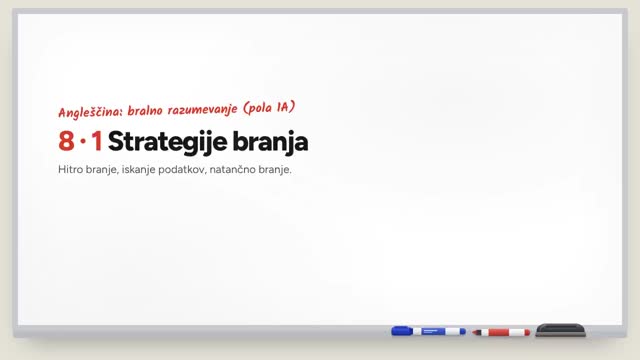 Angleščina: bralno razumevanje (pola 1A)
8 · 1 Strategije branja
Hitro branje, iskanje podatkov, natančno branje.